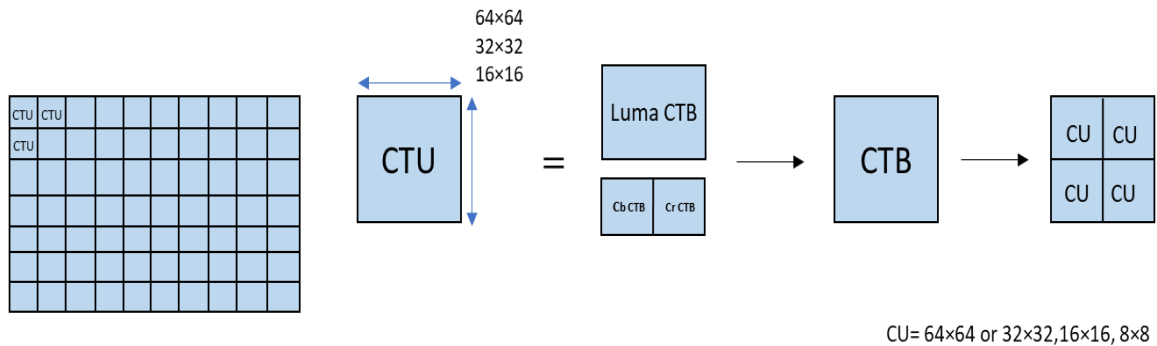 64×64
32×32
16×16
CTU CTU
CTU
CTU
=
Luma CTB
Cb CTB Cr CTB
CTB
CU CU
CU CU
CU= 64×64 or 32×32,16×16, 8×8